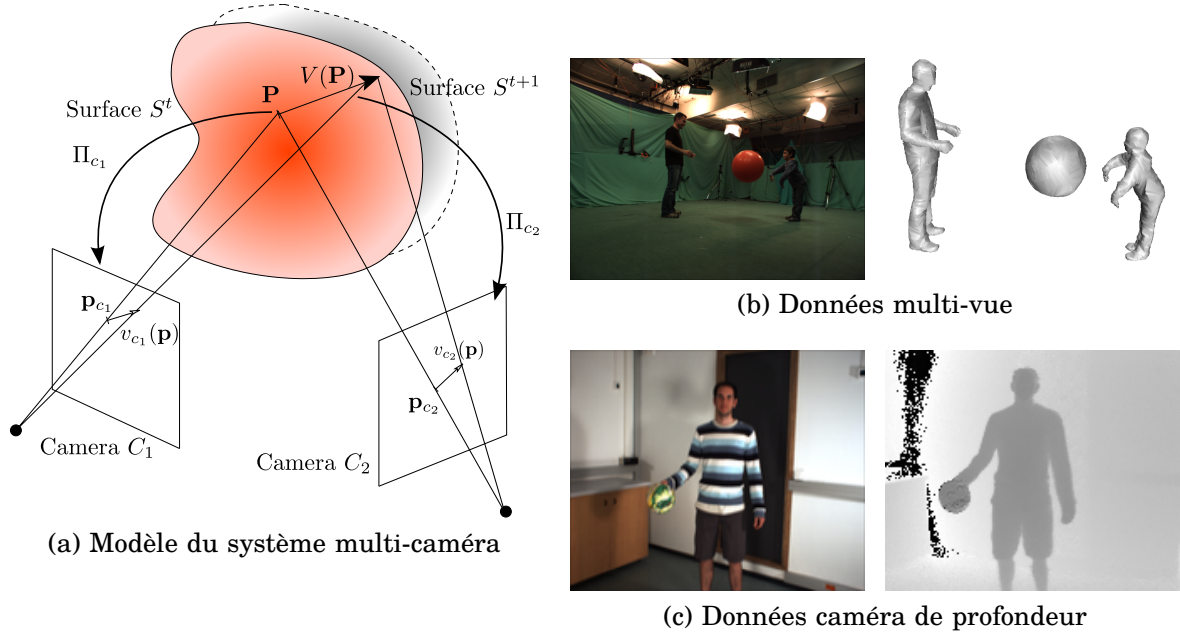 V(P)
P
Surface S^{t+1}
Surface S^t
Π_{c_1}
Π_{c_2}
p_{c_1}
v_{c_1}(p)
v_{c_2}(p)
p_{c_2}
Camera C_1
Camera C_2
(a) Modèle du système multi-caméra
(b) Données multi-vue
(c) Données caméra de profondeur